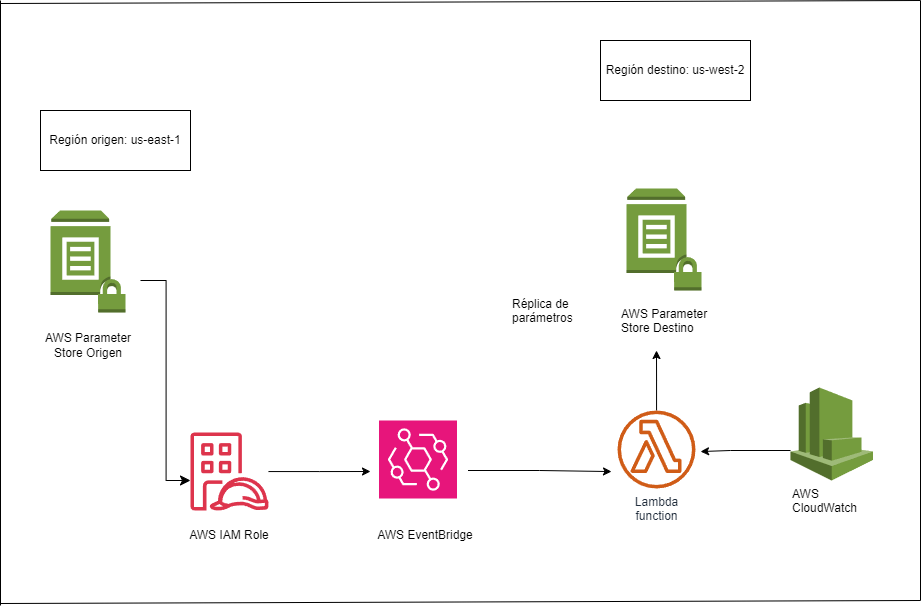 Región destino: us-west-2
Región origen: us-east-1
AWS Parameter
Store Origen
Réplica de
parámetros
AWS Parameter
Store Destino
AWS IAM Role
AWS EventBridge
Lambda
function
AWS
CloudWatch